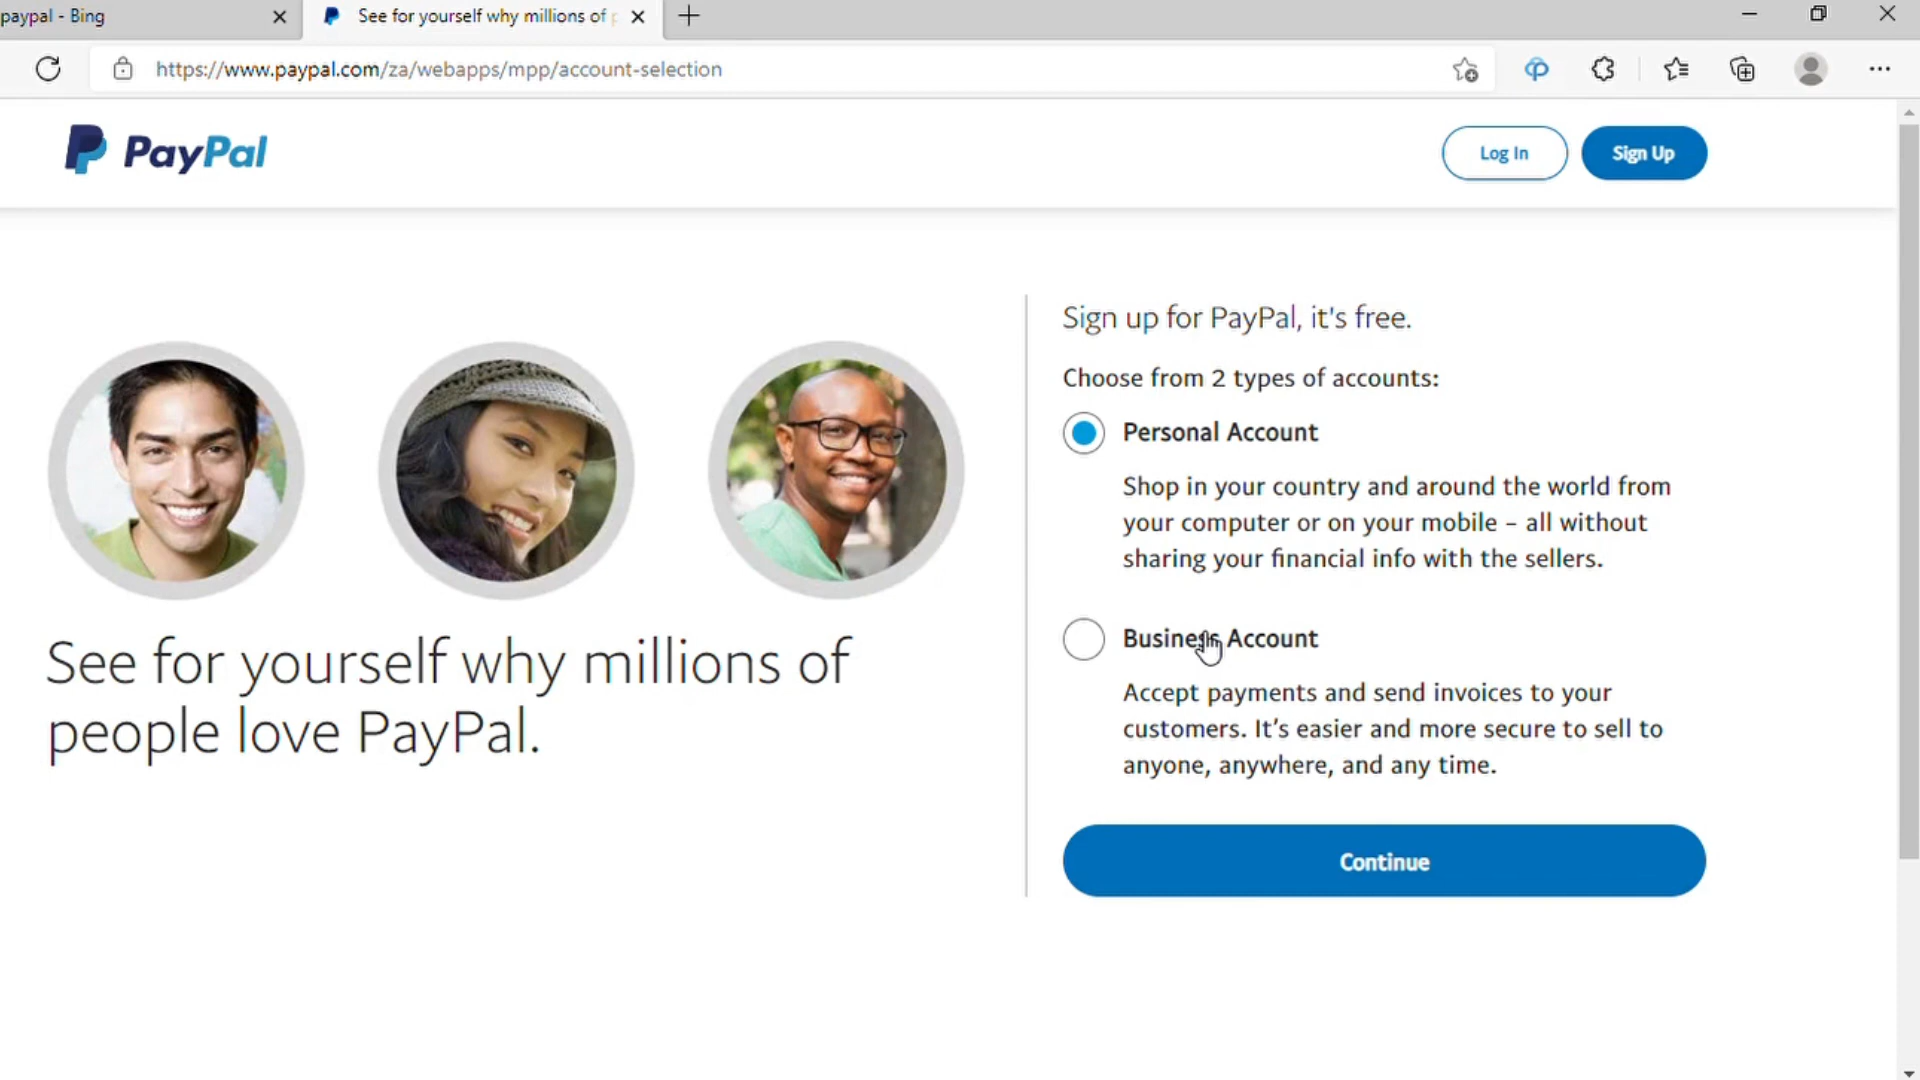 paypal - Bing
See for yourself why millions of
https://www.paypal.com/za/webapps/mpp/account-selection
PayPal
Log In
Sign Up
Sign up for PayPal, it's free.
Choose from 2 types of accounts:
Personal Account
Shop in your country and around the world from
your computer or on your mobile – all without
sharing your financial info with the sellers.
Business Account
Accept payments and send invoices to your
customers. It’s easier and more secure to sell to
anyone, anywhere, and any time.
Continue
See for yourself why millions of
people love PayPal.